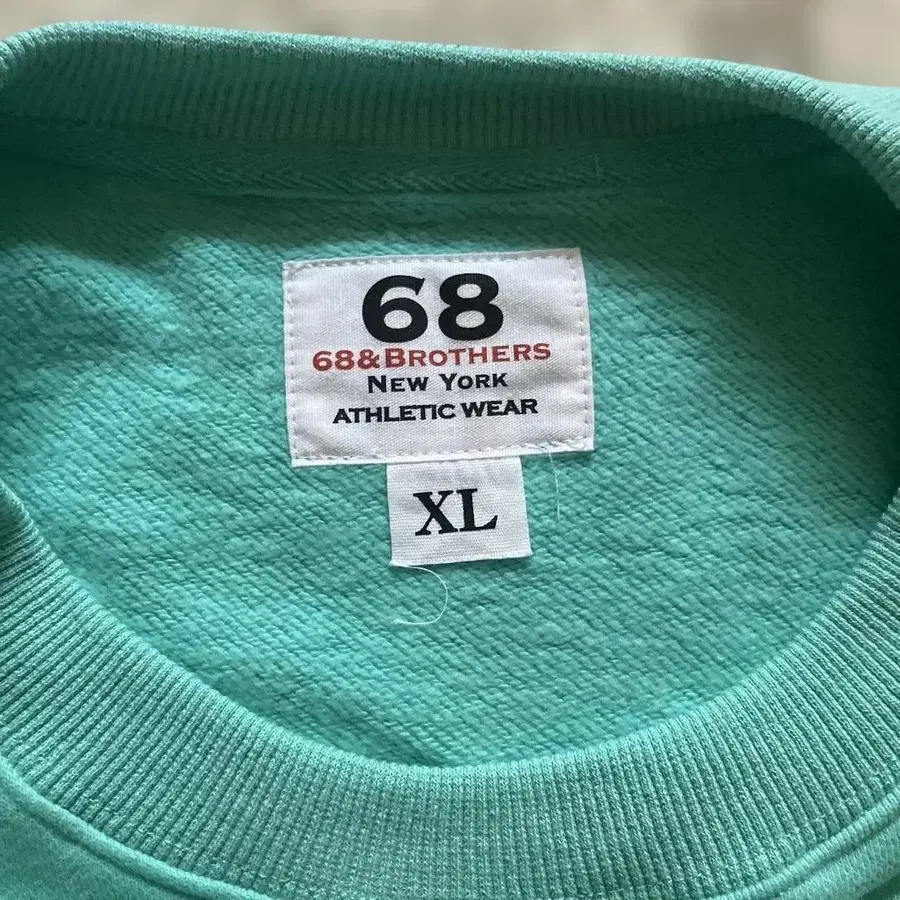 68
68&BROTHERS
NEW YORK
ATHLETIC WEAR
XL